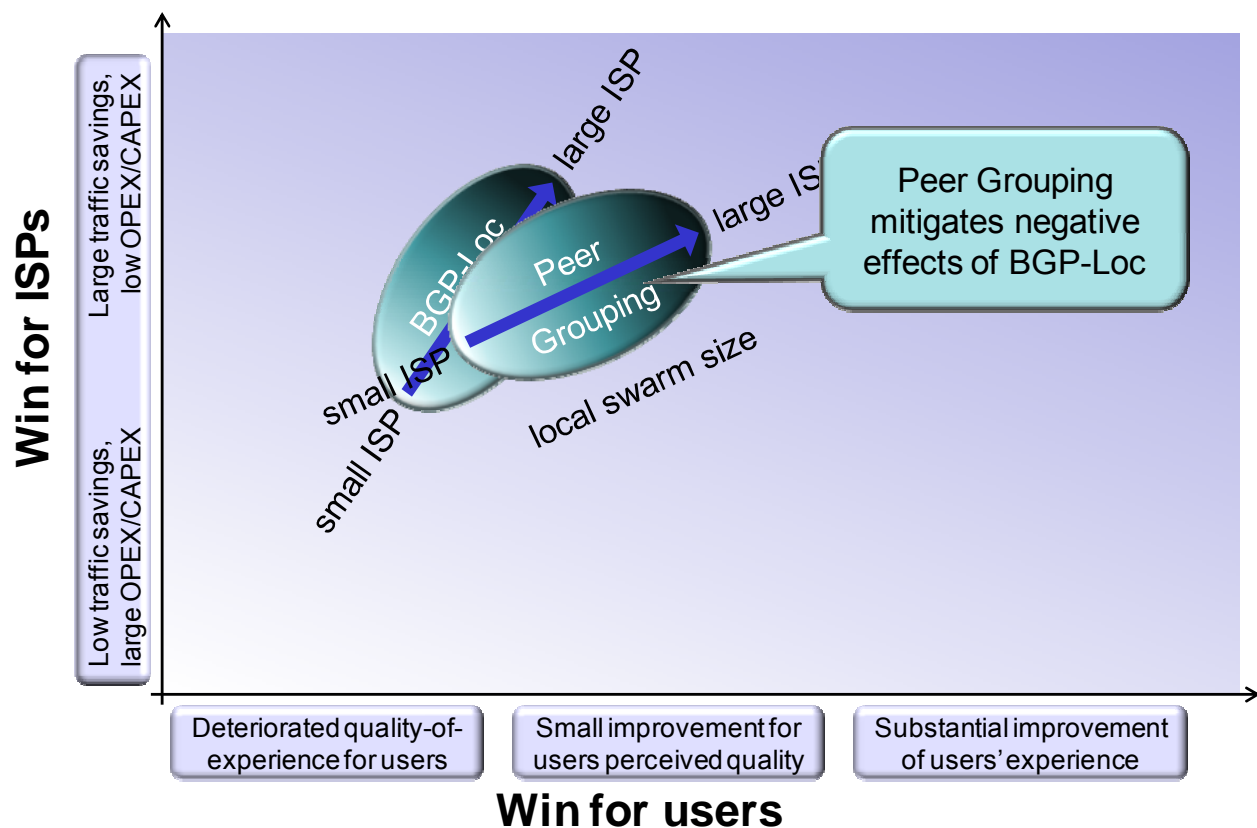 Win for ISPs
Large traffic savings,
low OPEX/CAPEX
Low traffic savings,
large OPEX/CAPEX
large ISP
BGP-Loc
small ISP
large IS
Peer
Grouping
small ISP
local swarm size
Peer Grouping
mitigates negative
effects of BGP-Loc
Deteriorated quality-of-
experience for users
Small improvement for
users perceived quality
Substantial improvement
of users' experience
Win for users